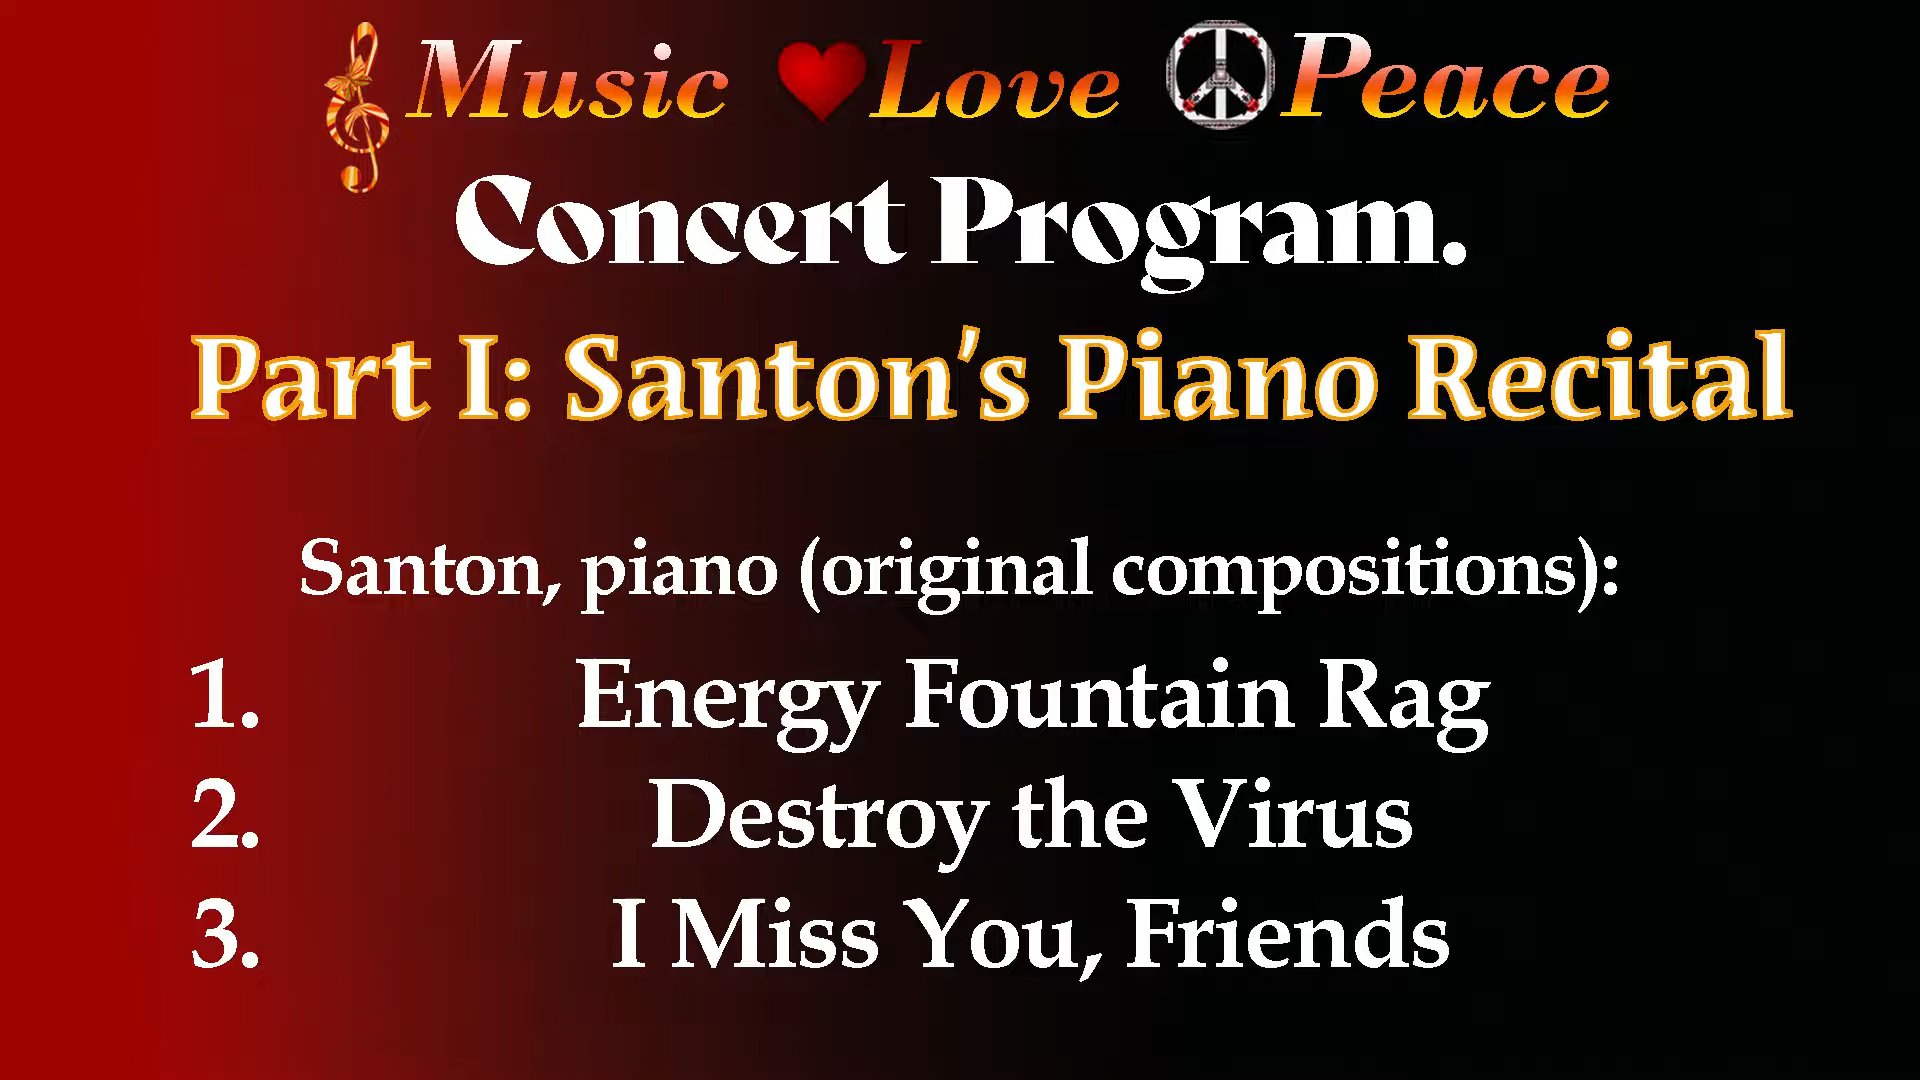 Music Love Peace
Concert Program.
Part I: Santon's Piano Recital
Santon, piano (original compositions):
1. Energy Fountain Rag
2. Destroy the Virus
3. I Miss You, Friends